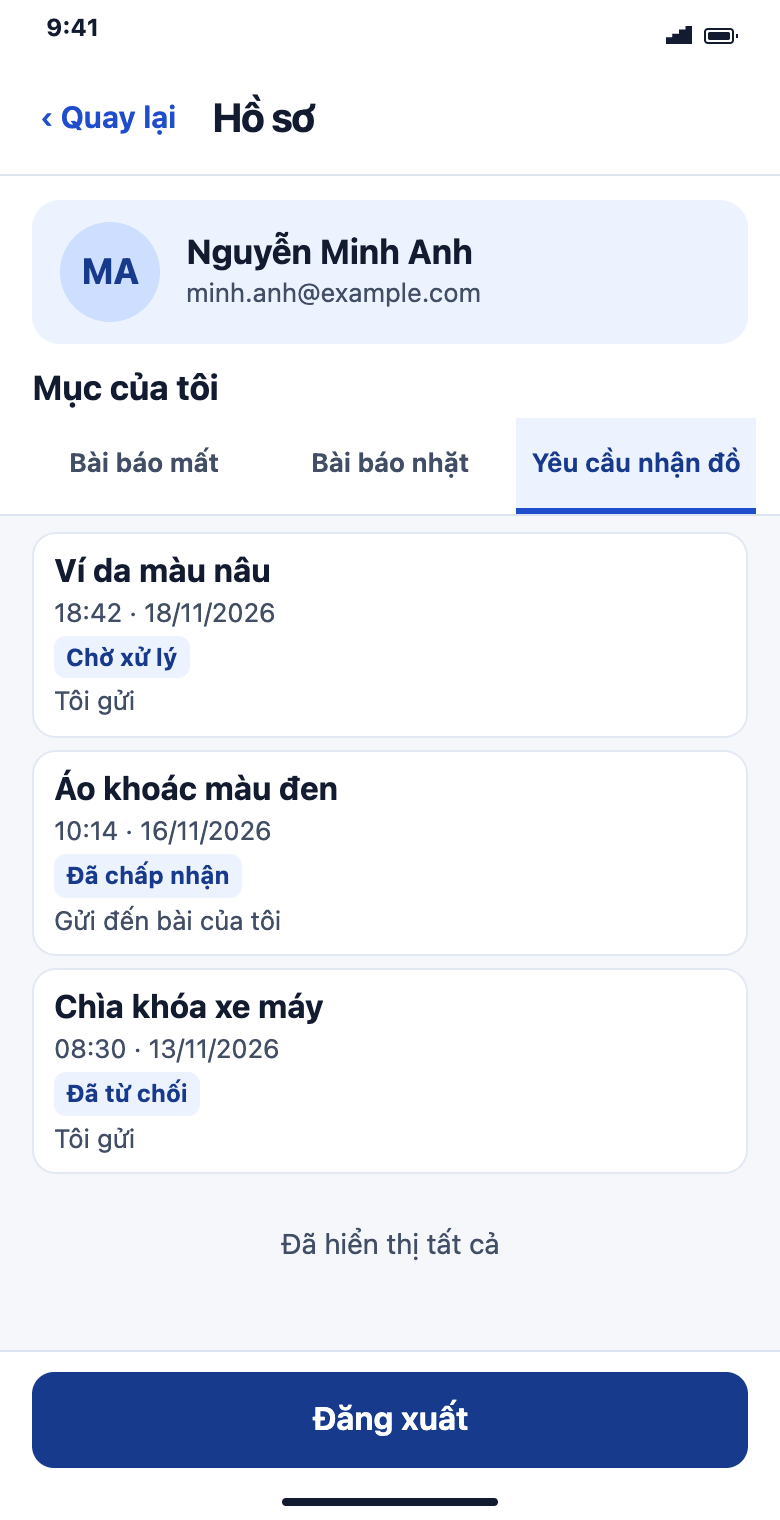 9:41
‹ Quay lại Hồ sơ
MA
Nguyễn Minh Anh
minh.anh@example.com
Mục của tôi
Bài báo mất Bài báo nhặt Yêu cầu nhận đồ
Ví da màu nâu
18:42 · 18/11/2026
Chờ xử lý
Tôi gửi
Áo khoác màu đen
10:14 · 16/11/2026
Đã chấp nhận
Gửi đến bài của tôi
Chìa khóa xe máy
08:30 · 13/11/2026
Đã từ chối
Tôi gửi
Đã hiển thị tất cả
Đăng xuất